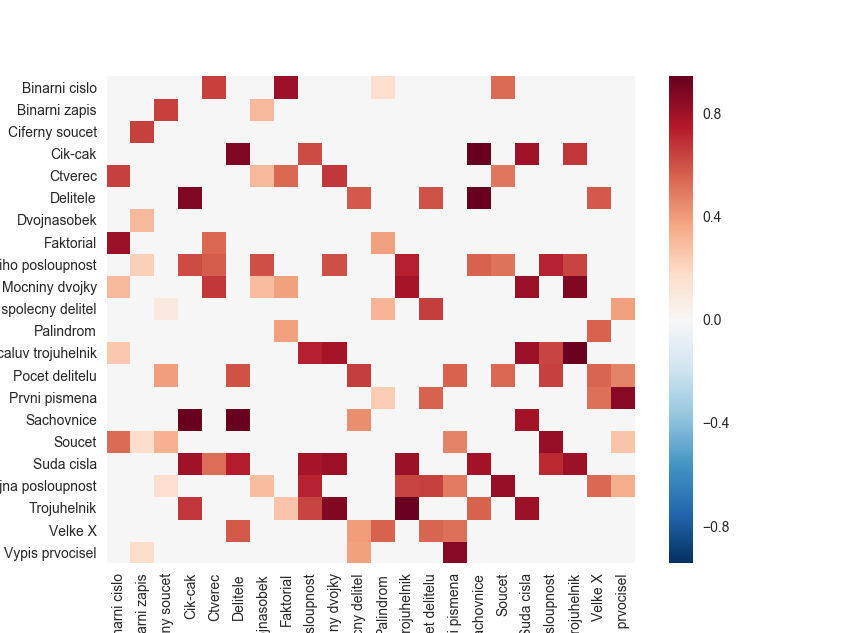 Binarni cislo
Binarni zapis
Ciferny soucet
Cik-cak
Ctverec
Delitele
Dvojnasobek
Faktorial
iho posloupnost
Mocniny dvojky
spolecny delitel
Palindrom
caluv trojuhelnik
Pocet delitelu
Prvni pismena
Sachovnice
Soucet
Suda cisla
jna posloupnost
Trojuhelnik
Velke X
Vypis prvocisel
0.8
0.4
0.0
−0.4
−0.8
narni cislo
arni zapis
ny soucet
Cik-cak
Ctverec
Delitele
jnasobek
Faktorial
sloupnost
ny dvojky
cny delitel
Palindrom
rojuhelnik
et delitelu
i pismena
achovnice
Soucet
Suda cisla
sloupnost
rojuhelnik
Velke X
prvocisel